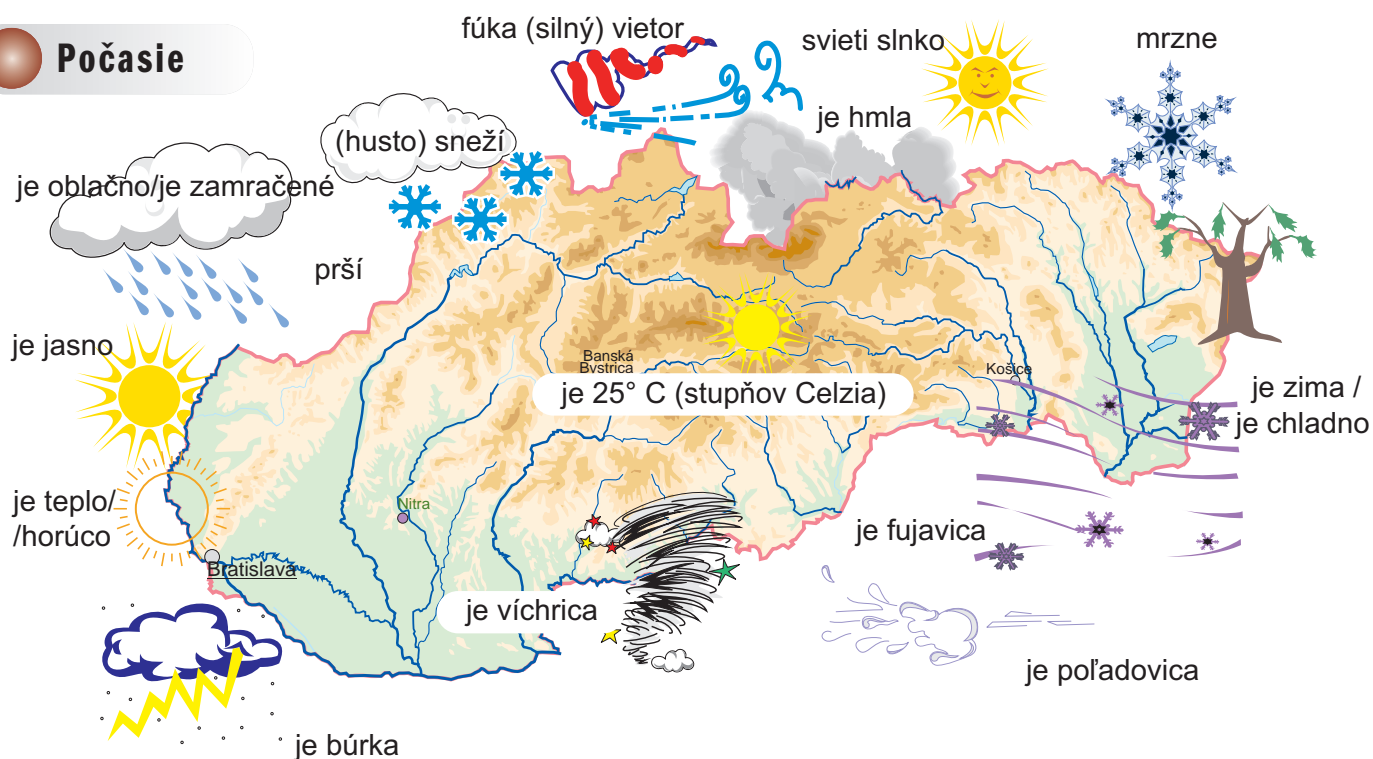 Počasie
fúka (silný) vietor
svieti slnko
mrzne
je hmla
(husto) sneží
je oblačno/je zamračené
prší
je jasno
Banská
Bystrica
Košice
je 25° C (stupňov Celzia)
je zima /
je chladno
je teplo/
/horúco
Nitra
je fujavica
Bratislava
je víchrica
je poľadovica
je búrka